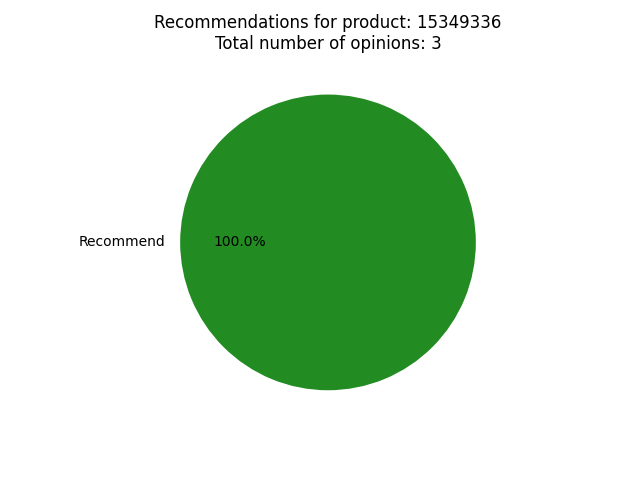 Recommendations for product: 15349336
Total number of opinions: 3
Recommend
100.0%